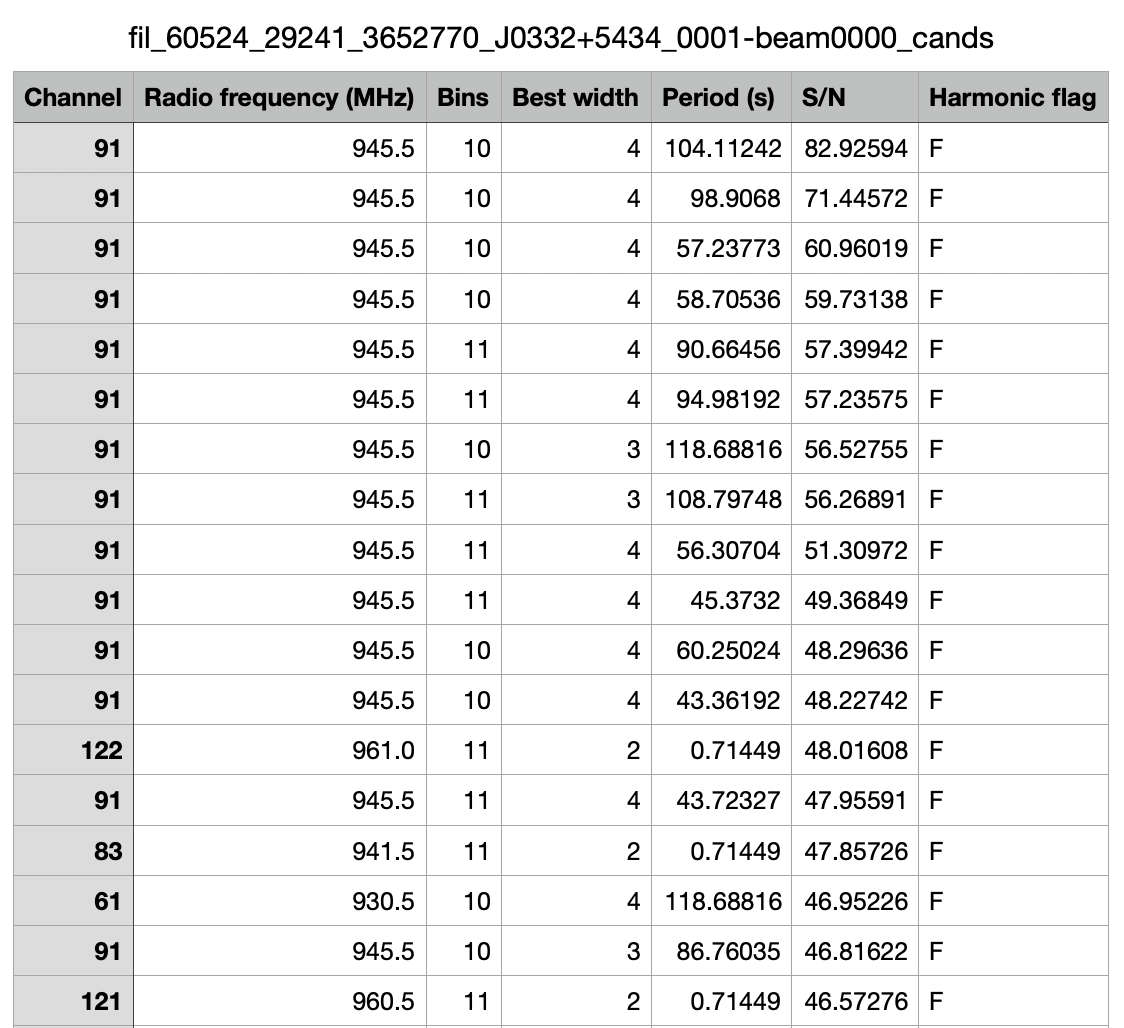 fil_60524_29241_3652770_J0332+5434_0001-beam0000_cands
Channel Radio frequency (MHz) Bins Best width Period (s) S/N Harmonic flag
91 945.5 10 4 104.11242 82.92594 F
91 945.5 10 4 98.9068 71.44572 F
91 945.5 10 4 57.23773 60.96019 F
91 945.5 10 4 58.70536 59.73138 F
91 945.5 11 4 90.66456 57.39942 F
91 945.5 11 4 94.98192 57.23575 F
91 945.5 10 3 118.68816 56.52755 F
91 945.5 11 3 108.79748 56.26891 F
91 945.5 11 4 56.30704 51.30972 F
91 945.5 11 4 45.3732 49.36849 F
91 945.5 10 4 60.25024 48.29636 F
91 945.5 10 4 43.36192 48.22742 F
122 961.0 11 2 0.71449 48.01608 F
91 945.5 11 4 43.72327 47.95591 F
83 941.5 11 2 0.71449 47.85726 F
61 930.5 10 4 118.68816 46.95226 F
91 945.5 10 3 86.76035 46.81622 F
121 960.5 11 2 0.71449 46.57276 F